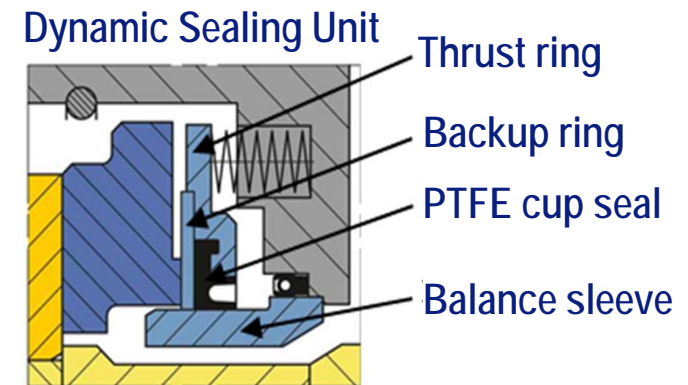 Dynamic Sealing Unit
Thrust ring
Backup ring
PTFE cup seal
Balance sleeve